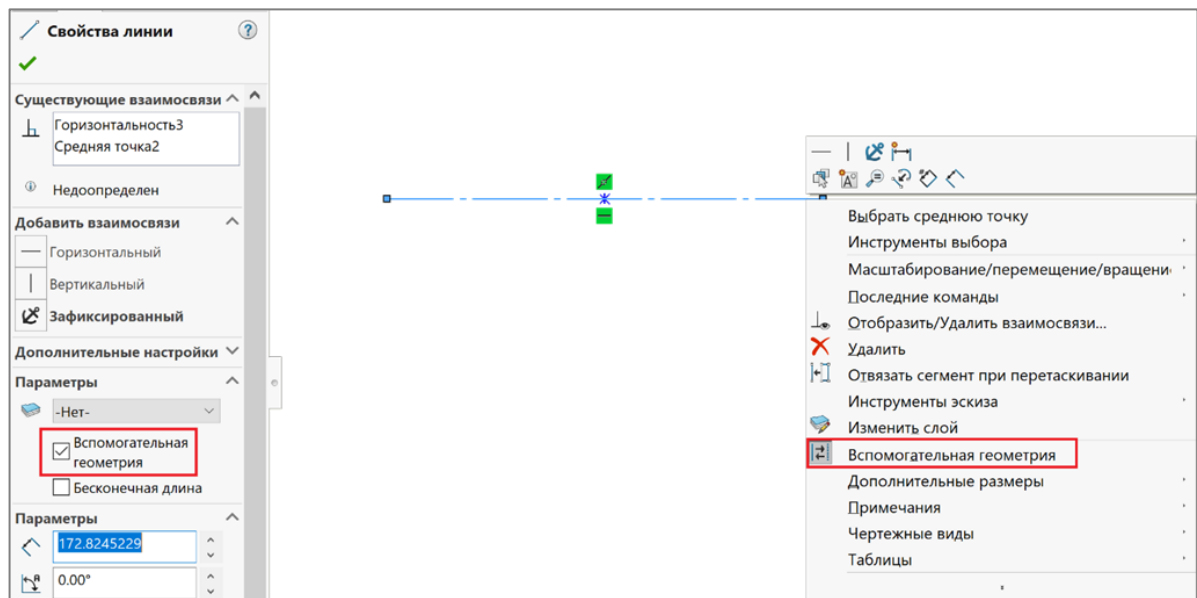 Свойства линии
Существующие взаимосвязи
Горизонтальность3
Средняя точка2
Недоопределен
Добавить взаимосвязи
Горизонтальный
Вертикальный
Зафиксированный
Дополнительные настройки
Параметры
-Нет-
Вспомогательная
геометрия
Бесконечная длина
Параметры
172.8245229
0.00°
Выбрать среднюю точку
Инструменты выбора
Масштабирование/перемещение/вращени
Последние команды
Отобразить/Удалить взаимосвязи...
Удалить
Отвязать сегмент при перетаскивании
Инструменты эскиза
Изменить слой
Вспомогательная геометрия
Дополнительные размеры
Примечания
Чертежные виды
Таблицы